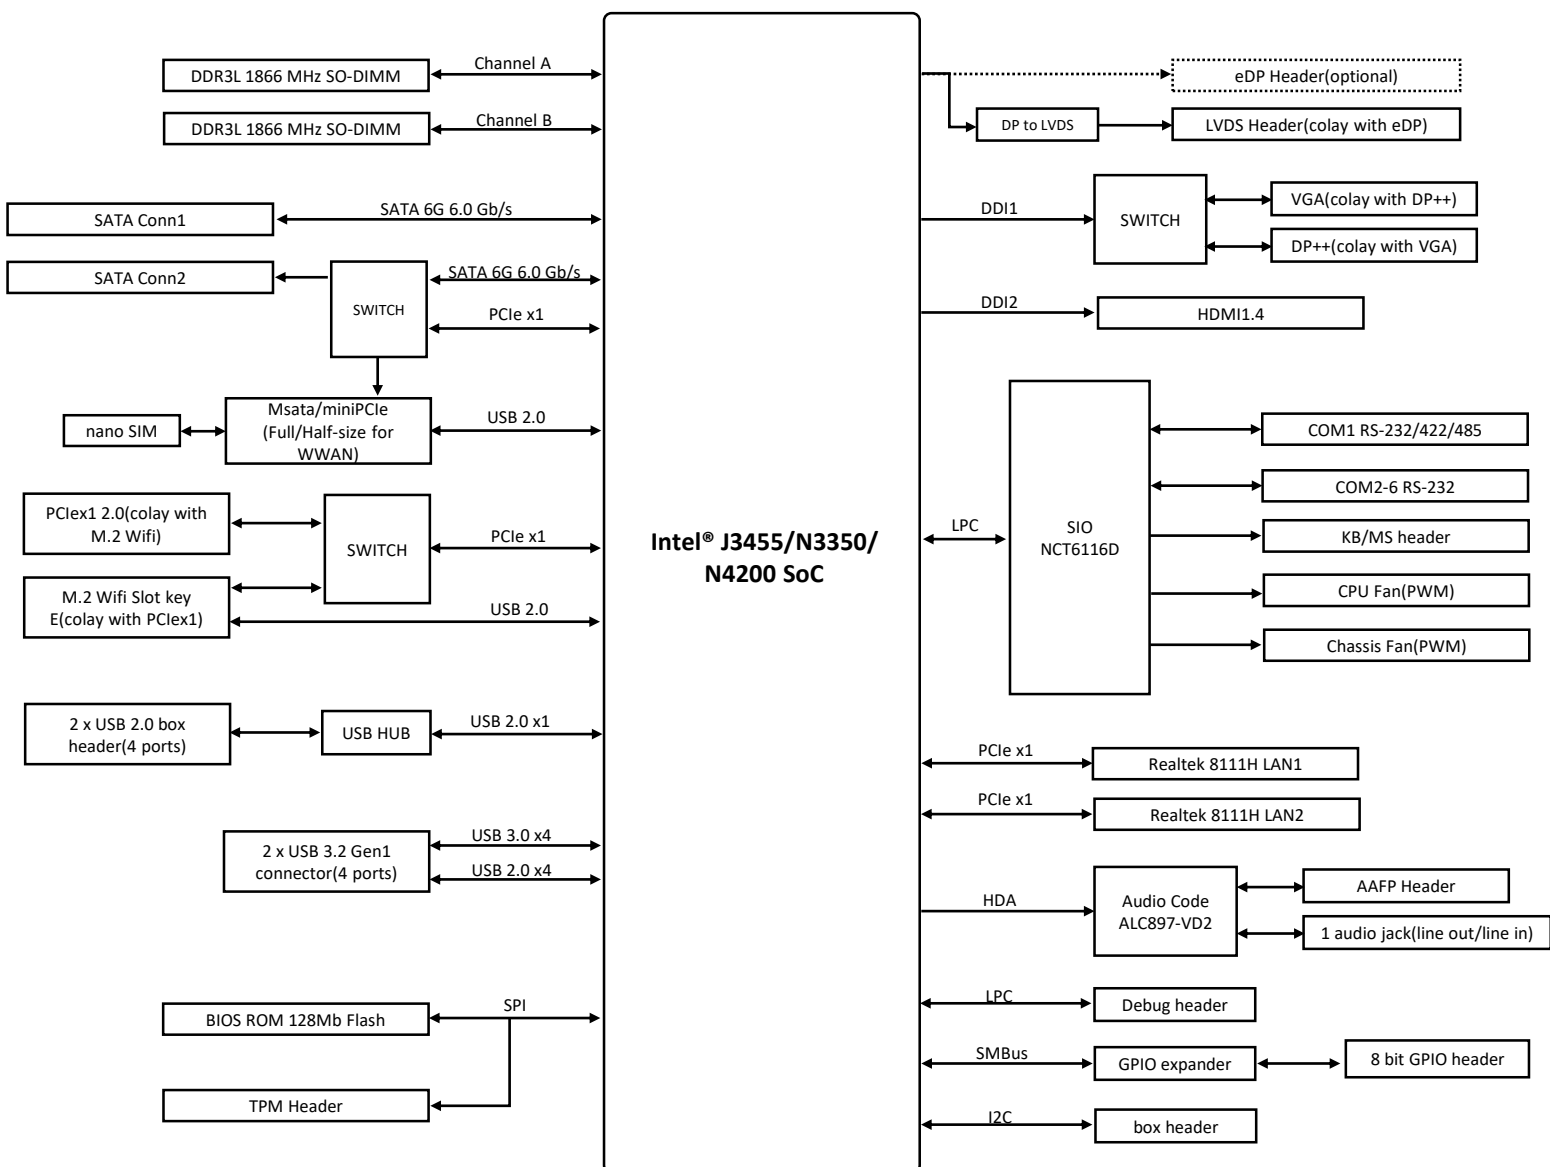 DDR3L 1866 MHz SO-DIMM
Channel A
DDR3L 1866 MHz SO-DIMM
Channel B
SATA Conn1
SATA 6G 6.0 Gb/s
SATA Conn2
SATA 6G 6.0 Gb/s
SWITCH
PCIe x1
Msata/miniPCIe
(Full/Half-size for
WWAN)
nano SIM
USB 2.0
PCIex1 2.0(colay with
M.2 Wifi)
SWITCH
PCIe x1
M.2 Wifi Slot key
E(colay with PCIex1)
USB 2.0
2 x USB 2.0 box
header(4 ports)
USB HUB
USB 2.0 x1
2 x USB 3.2 Gen1
connector(4 ports)
USB 3.0 x4
USB 2.0 x4
BIOS ROM 128Mb Flash
SPI
TPM Header
Intel® J3455/N3350/
N4200 SoC
eDP Header(optional)
DP to LVDS
LVDS Header(colay with eDP)
DDI1
SWITCH
VGA(colay with DP++)
DP++(colay with VGA)
DDI2
HDMI1.4
LPC
SIO
NCT6116D
COM1 RS-232/422/485
COM2-6 RS-232
KB/MS header
CPU Fan(PWM)
Chassis Fan(PWM)
PCIe x1
Realtek 8111H LAN1
PCIe x1
Realtek 8111H LAN2
HDA
Audio Code
ALC897-VD2
AAFP Header
1 audio jack(line out/line in)
LPC
Debug header
SMBus
GPIO expander
8 bit GPIO header
I2C
box header